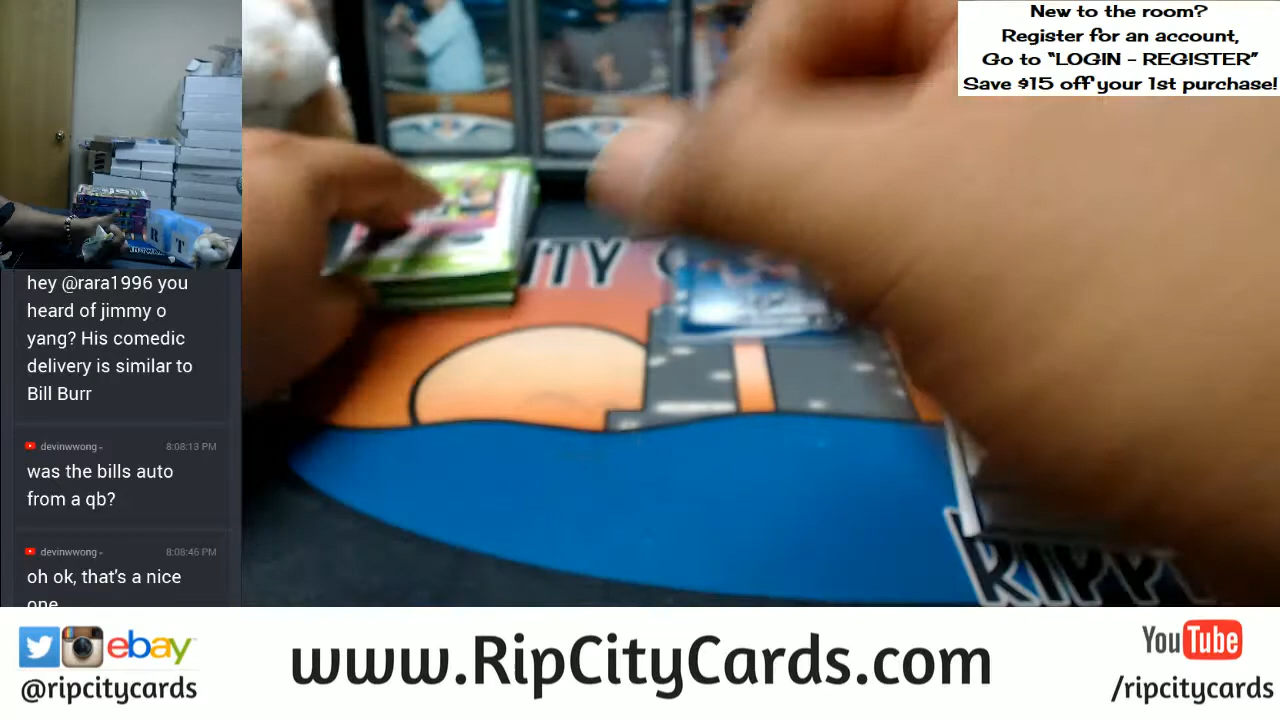 New to the room?
Register for an account,
Go to "LOGIN - REGISTER"
Save $15 off your 1st purchase!
R T
hey @rara1996 you
heard of jimmy o
yang? His comedic
delivery is similar to
Bill Burr
devinwwong- 8:08:13 PM
was the bills auto
from a qb?
devinwwong- 8:08:46 PM
oh ok, that's a nice
one
ITY C
RIPP
ebay
@ripcitycards
www.RipCityCards.com
YouTube
/ripcitycards